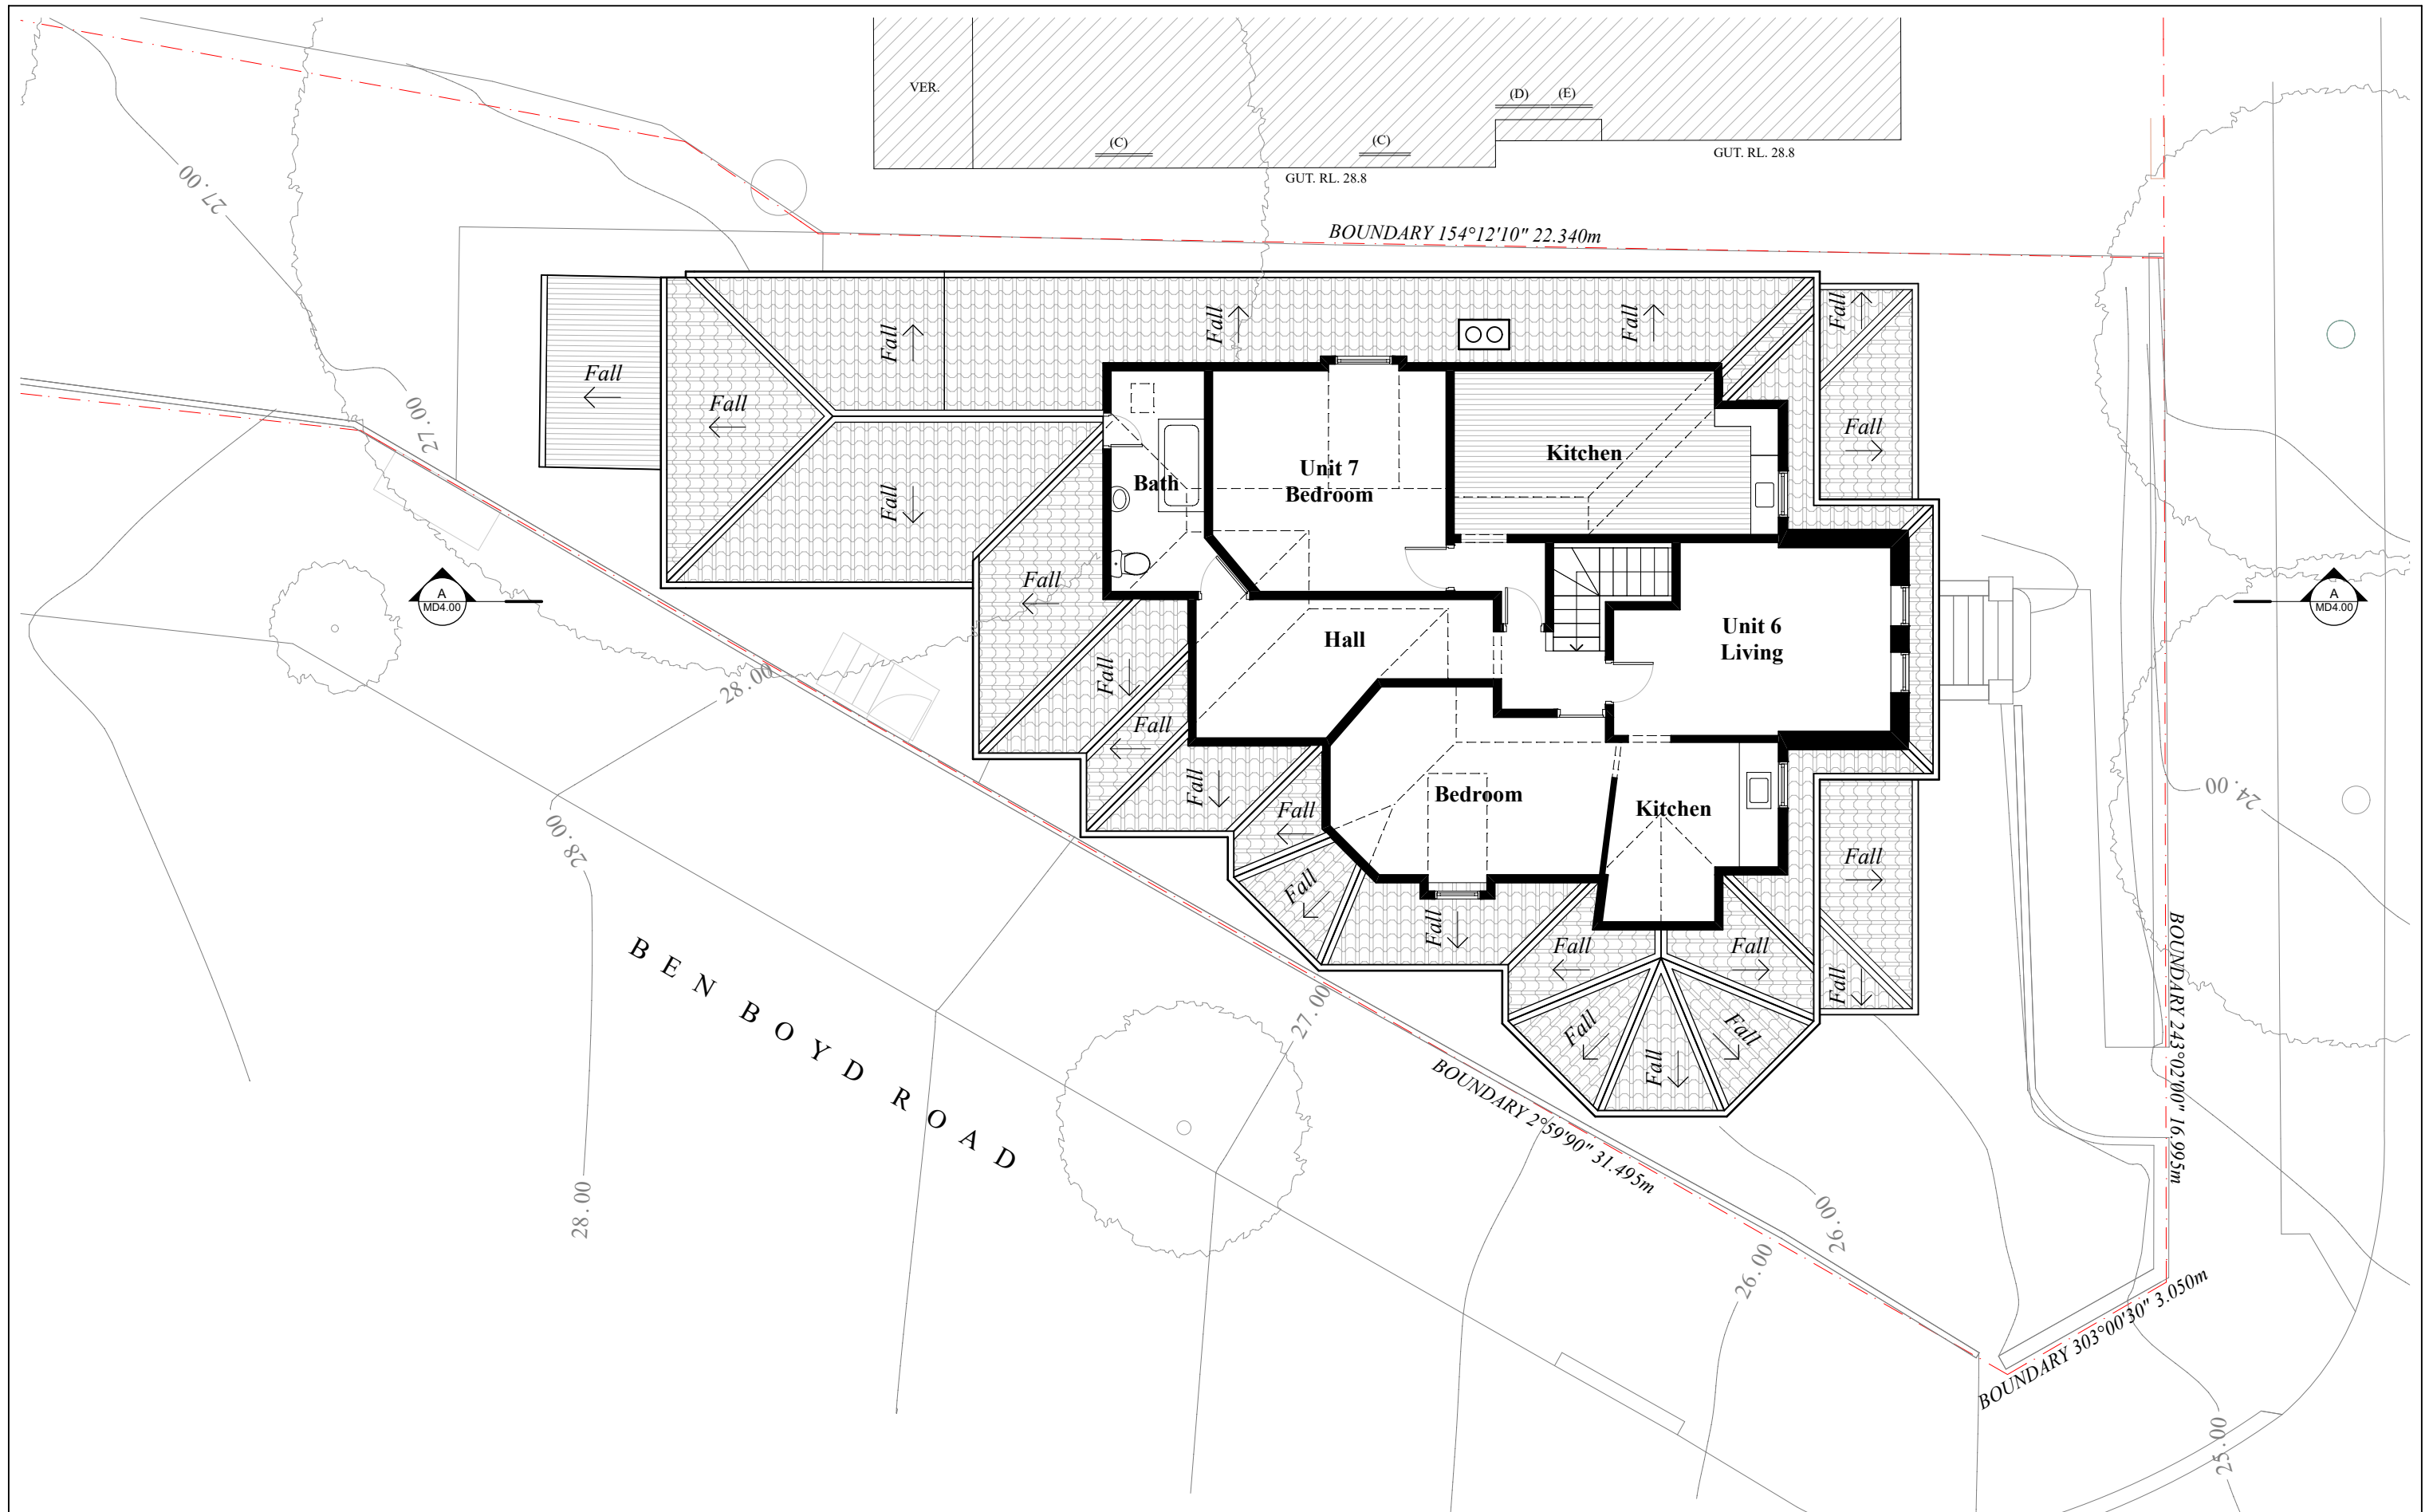 VER.
(D)
(E)
(C)
(C)
GUT. RL. 28.8
GUT. RL. 28.8
27.00
BOUNDARY 154°12'10" 22.340m
Fall
Fall
Fall
Fall
Fall
Fall
27.00
Fall
Unit 7
Bedroom
Kitchen
Bath
Fall
Fall
A
MD4.00
A
MD4.00
Hall
Unit 6
Living
Fall
28.00
Fall
Fall
Bedroom
Kitchen
24.00
Fall
28.00
Fall
Fall
Fall
Fall
Fall
Fall
27.00
Fall
Fall
Fall
BEN BOYD ROAD
BOUNDARY 2°59'90" 31.495m
BOUNDARY 243°02'00" 16.995m
28.00
26.00
26.00
BOUNDARY 303°00'30" 3.050m
25.00